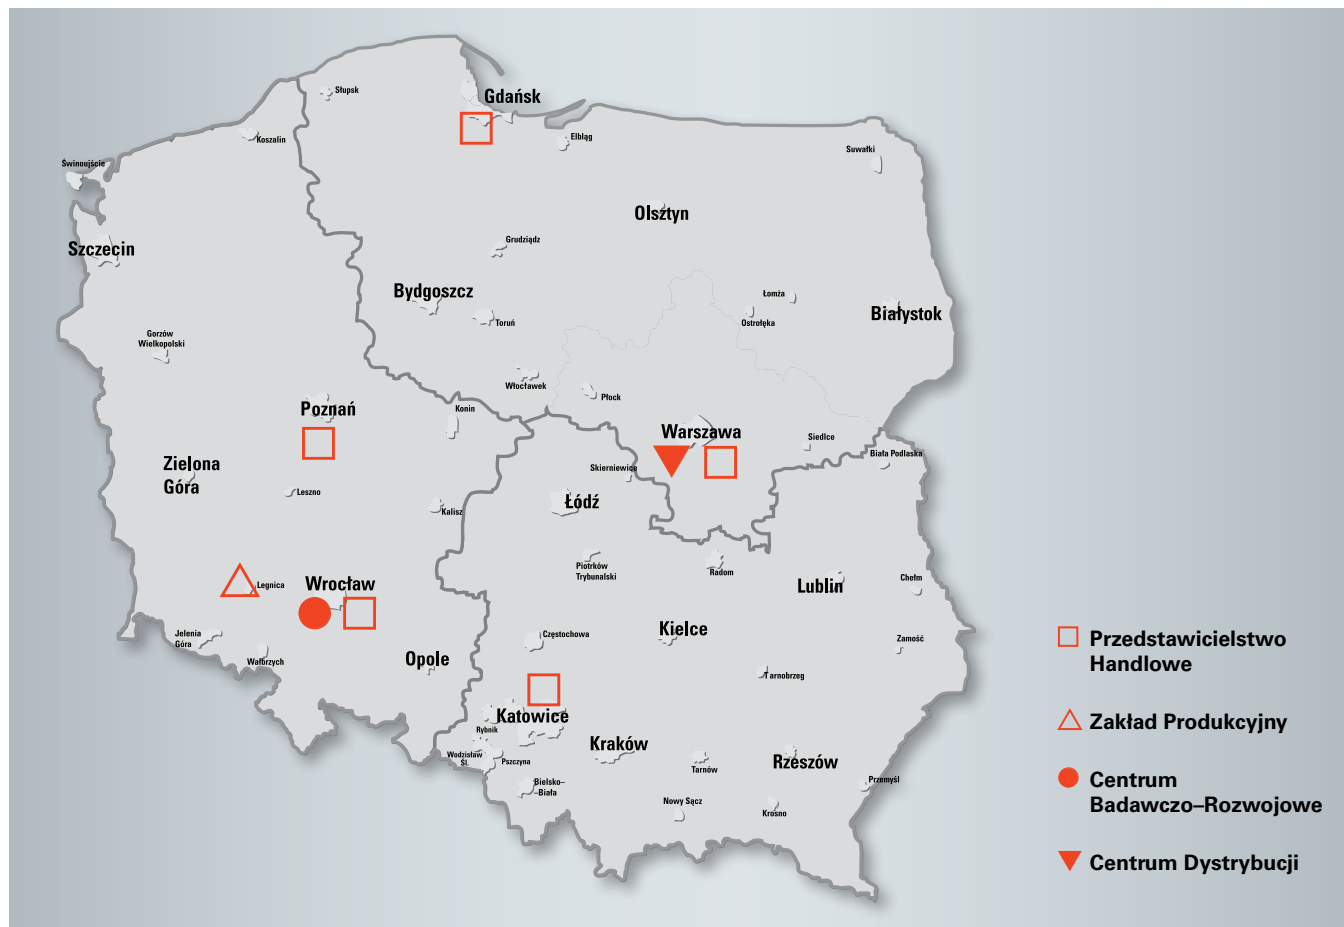 Słupsk
Gdańsk
Koszalin
Elbląg
Suwałki
Świnoujście
Olsztyn
Szczecin
Grudziądz
Bydgoszcz
Łomża
Białystok
Toruń
Ostrołęka
Gorzów
Wielkopolski
Włocławek
Płock
Poznań
Konin
Warszawa
Siedlce
Biała Podlaska
Zielona
Góra
Skierniewice
Leszno
Łódź
Kalisz
Piotrków
Trybunalski
Radom
Lublin
Chełm
Legnica
Wrocław
Jelenia
Góra
Częstochowa
Kielce
Zamość
Wałbrzych
Opole
Tarnobrzeg
Katowice
Rybnik
Kraków
Wodzisław
Śl.
Pszczyna
Tarnów
Rzeszów
Bielsko–
–Biała
Przemyśl
Nowy Sącz
Krosno
Przedstawicielstwo
Handlowe
Zakład Produkcyjny
Centrum
Badawczo–Rozwojowe
Centrum Dystrybucji